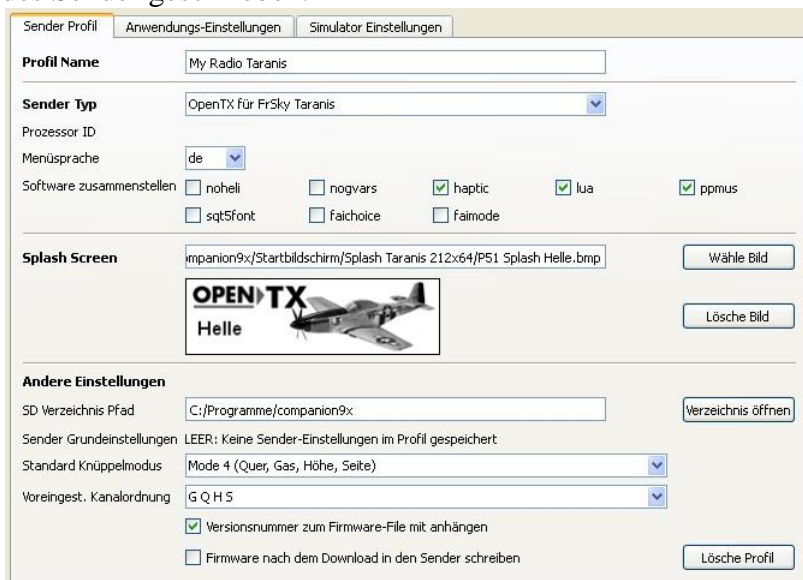 Sender Profil Anwendungs-Einstellungen Simulator Einstellungen
Profil Name My Radio Taranis
Sender Typ OpenTX für FrSky Taranis
Prozessor ID
Menüsprache de
Software zusammenstellen noheli nogvars haptic lua ppmus
sqt5font faichoice faimode
Splash Screen mpanion9x/Startbildschirm/Splash Taranis 212x64/P51 Splash Helle.bmp Wähle Bild
OPEN TX
Helle
Lösche Bild
Andere Einstellungen
SD Verzeichnis Pfad C:/Programme/companion9x Verzeichnis öffnen
Sender Grundeinstellungen LEER: Keine Sender-Einstellungen im Profil gespeichert
Standard Knüppelmodus Mode 4 (Quer, Gas, Höhe, Seite)
Voreingest. Kanalordnung G Q H S
Versionsnummer zum Firmware-File mit anhängen
Firmware nach dem Download in den Sender schreiben Lösche Profil